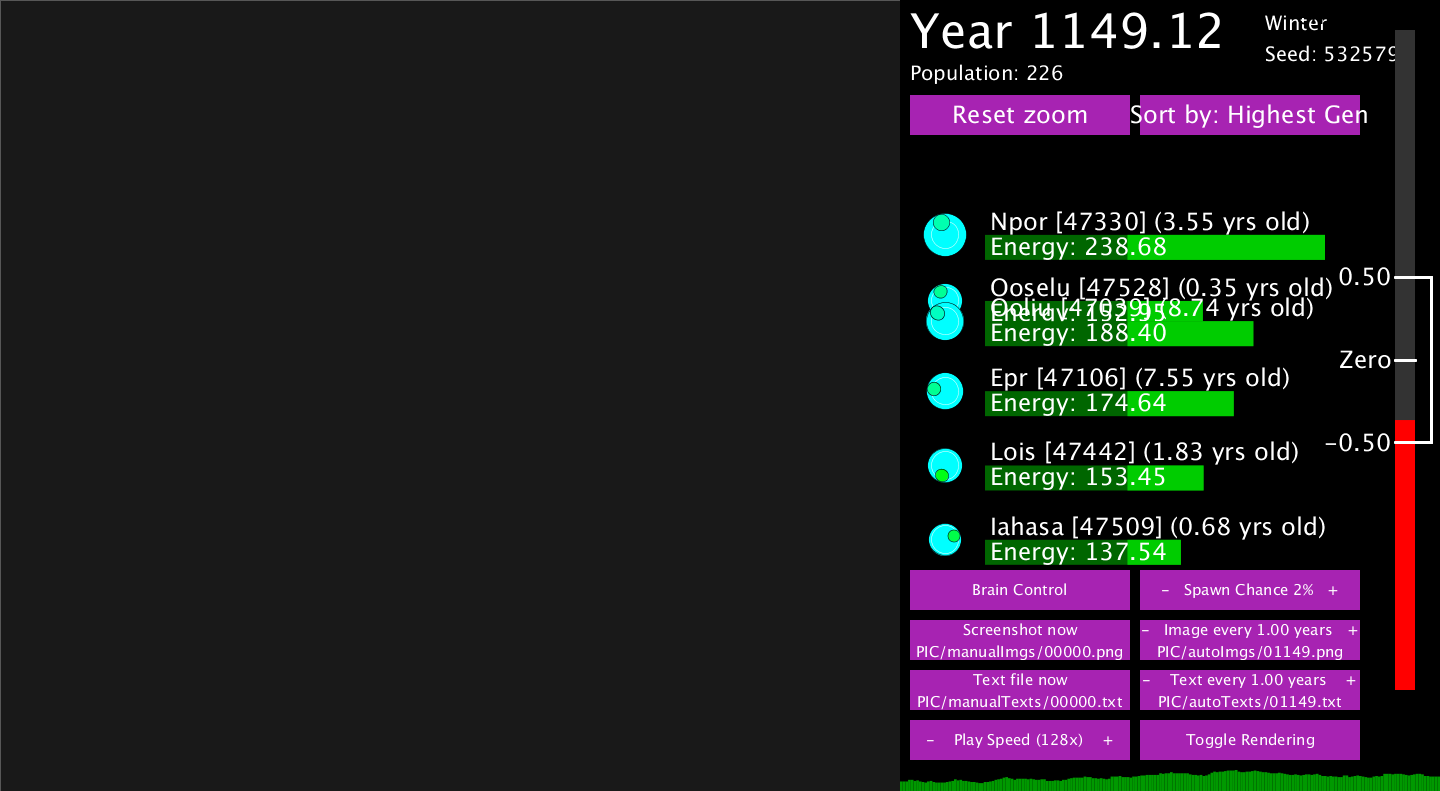 Year 1149.12
Winter
Seed: 532579
Population: 226
Reset zoom
Sort by: Highest Gen
Npor [47330] (3.55 yrs old)
Energy: 238.68
Ooselu [47528] (0.35 yrs old)
Energy: 152.95
Ooliu [47039] (8.74 yrs old)
Energy: 188.40
Epr [47106] (7.55 yrs old)
Energy: 174.64
Lois [47442] (1.83 yrs old)
Energy: 153.45
Iahasa [47509] (0.68 yrs old)
Energy: 137.54
0.50
Zero
-0.50
Brain Control
- Spawn Chance 2% +
Screenshot now
PIC/manualImgs/00000.png
- Image every 1.00 years +
PIC/autoImgs/01149.png
Text file now
PIC/manualTexts/00000.txt
- Text every 1.00 years +
PIC/autoTexts/01149.txt
- Play Speed (128x) +
Toggle Rendering